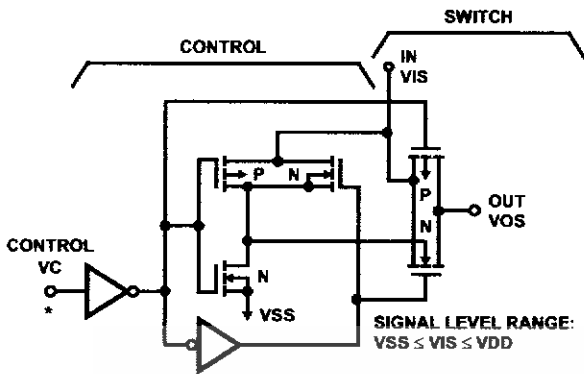 SWITCH
CONTROL
IN
VIS
P
N
P
N
OUT
VOS
CONTROL
VC
*
N
VSS
SIGNAL LEVEL RANGE:
VSS ≤ VIS ≤ VDD